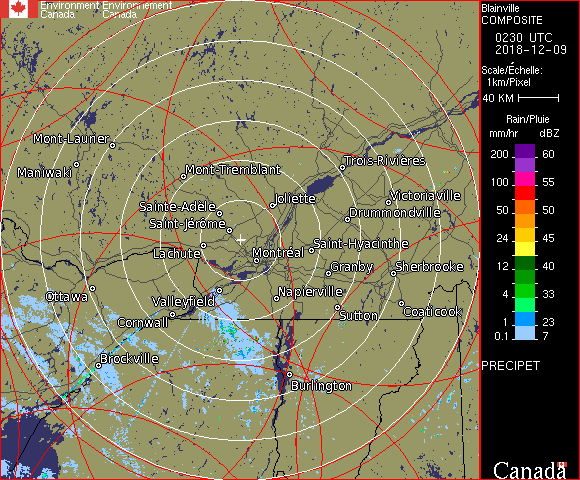 Environment Environnement
Canada Canada
Blainville
COMPOSITE
0230 UTC
2018-12-09
Scale/Échelle:
1km/Pixel
40 KM
Rain/Pluie
mm/hr dBZ
200 60
100 55
50 50
24 45
12 40
4 33
1 23
0.1 7
PRECIPET
Canada
Mont-Laurier
Maniwaki
Mont-Tremblant
Trois-Rivières
Joliette
Victoriaville
Sainte-Adèle
Drummondville
Saint-Jérôme
Lachute
Montréal
Saint-Hyacinthe
Granby
Sherbrooke
Ottawa
Valleyfield
Napierville
Cornwall
Sutton
Coaticook
Brockville
Burlington